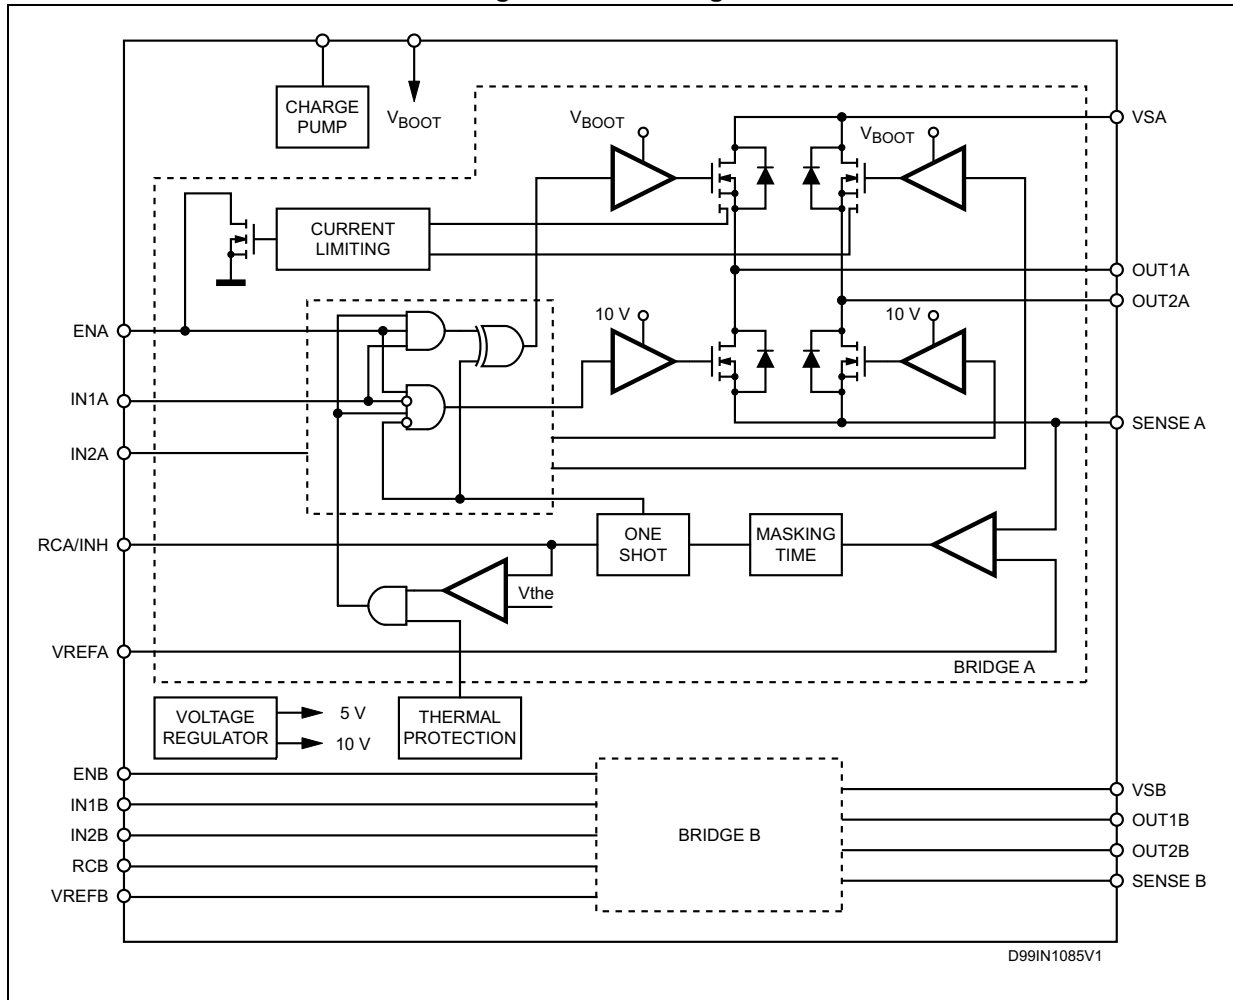 CHARGE
PUMP
VBOOT
VBOOT
VBOOT
VSA
CURRENT
LIMITING
OUT1A
OUT2A
ENA
10 V
10 V
IN1A
SENSE A
IN2A
RCA/INH
ONE
SHOT
MASKING
TIME
Vthe
VREFA
BRIDGE A
VOLTAGE
REGULATOR
5 V
10 V
THERMAL
PROTECTION
ENB
IN1B
IN2B
RCB
VREFB
BRIDGE B
VSB
OUT1B
OUT2B
SENSE B
D99IN1085V1